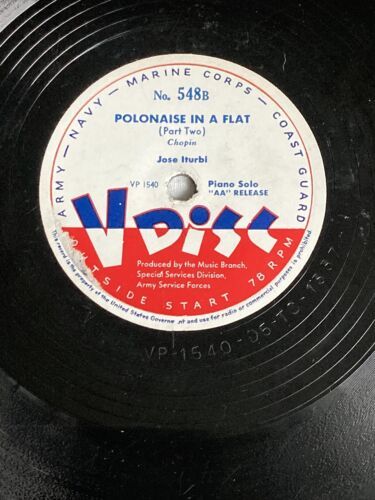 ARMY — NAVY — MARINE CORPS — COAST GUARD
No. 548B
POLONAISE IN A FLAT
(Part Two)
Chopin
Jose Iturbi
VP 1540
Piano Solo
"AA" RELEASE
V DISC
Produced by the Music Branch,
Special Services Division,
Army Service Forces
OUTSIDE START 78 RPM
This record is the property of the United States Government and use for radio or commercial purposes is prohibited.
VP-1540-D5-TC-